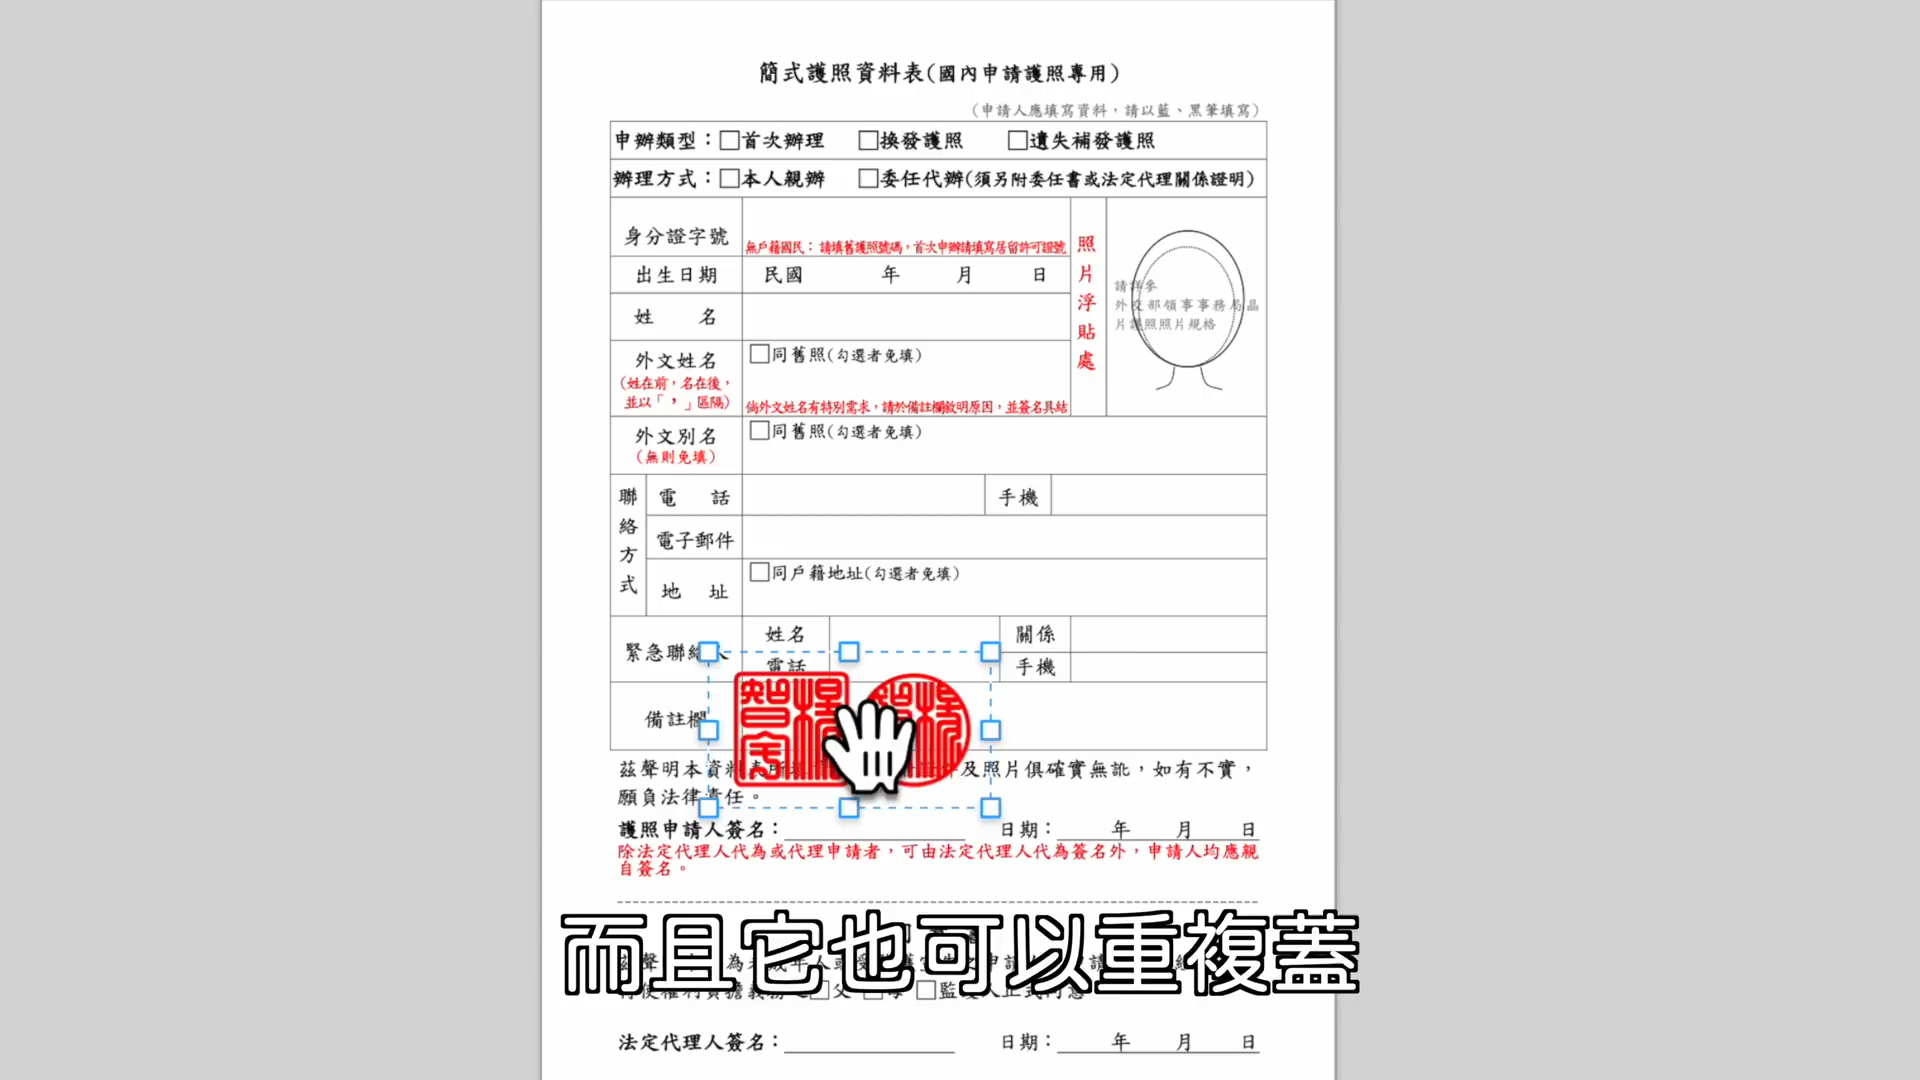 簡式護照資料表(國內申請護照專用)
(申請人應填寫資料,請以藍、黑筆填寫)
申辦類型:□首次辦理 □換發護照 □遺失補發護照
辦理方式:□本人親辦 □委任代辦(須另附委任書或法定代理關係證明)
身分證字號
無戶籍國民: 請填舊護照號碼,首次申辦請填寫居留許可證號
照片浮貼處
請詳參
外交部領事事務局晶
片護照照片規格
出生日期 民國 年 月 日
姓 名
外文姓名
(姓在前,名在後,
並以「,」區隔)
□同舊照(勾選者免填)
倘外文姓名有特別需求,請於備註欄敘明原因,並簽名具結
外文別名
(無則免填)
□同舊照(勾選者免填)
聯絡方式
電 話 手機
電子郵件
地 址 □同戶籍地址(勾選者免填)
緊急聯絡人
姓名 關係
電話 手機
備註欄
茲聲明本資料表所 及照片俱確實無訛,如有不實,
願負法律責任。
護照申請人簽名: 日期: 年 月 日
除法定代理人代為或代理申請者,可由法定代理人代為簽名外,申請人均應親
自簽名。
而且它也可以重複蓋
□父 □母 □監護人正式同意
法定代理人簽名: 日期: 年 月 日